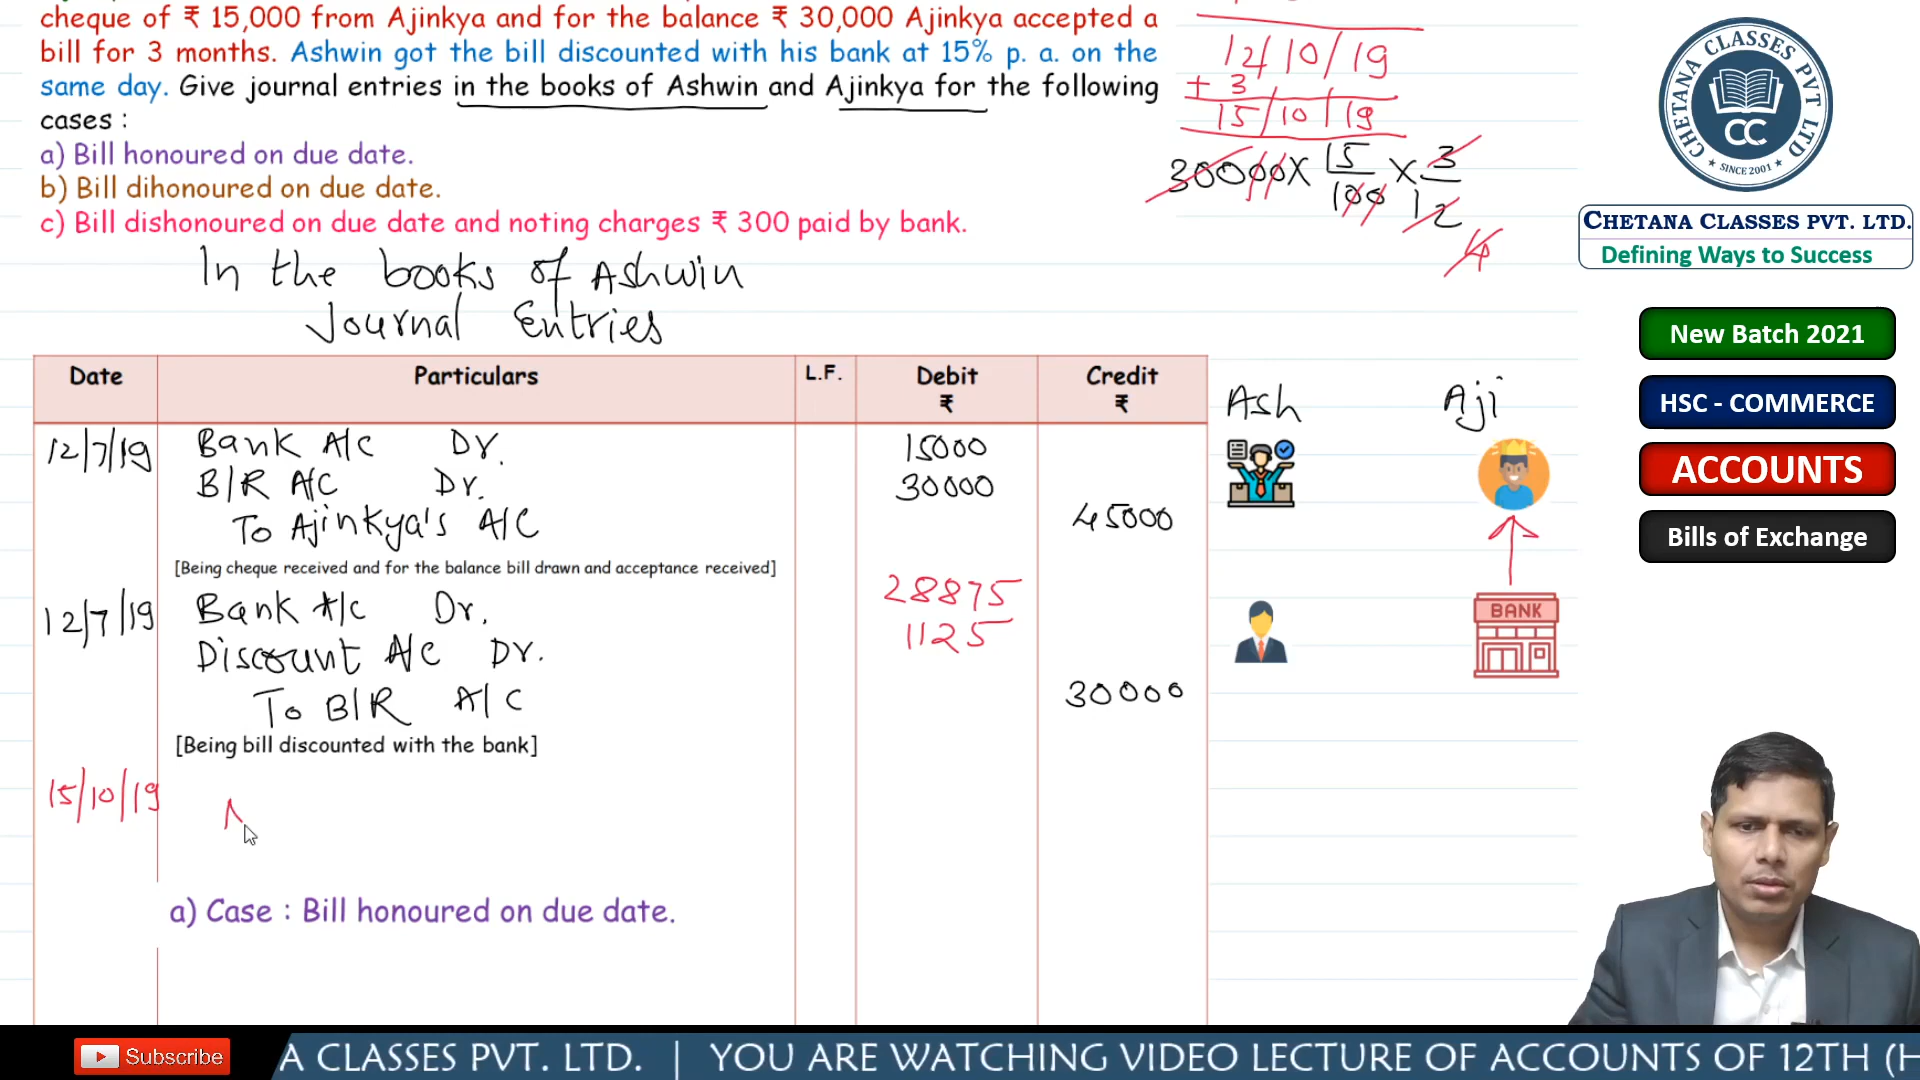 cheque of ₹ 15,000 from Ajinkya and for the balance ₹ 30,000 Ajinkya accepted a
bill for 3 months. Ashwin got the bill discounted with his bank at 15% p. a. on the
same day. Give journal entries in the books of Ashwin and Ajinkya for the following
cases :
a) Bill honoured on due date.
b) Bill dihonoured on due date.
c) Bill dishonoured on due date and noting charges ₹ 300 paid by bank.
12/10/19
+ 3
15/10/19
30000 X 15/100 X 3/12
4
In the books of Ashwin
Journal Entries
Date Particulars L.F. Debit ₹ Credit ₹
12/7/19 Bank A/C Dr. 15000
B/R A/C Dr. 30000
To Ajinkya's A/C 45000
[Being cheque received and for the balance bill drawn and acceptance received]
12/7/19 Bank A/c Dr. 28875
Discount A/c Dr. 1125
To B/R A/C 30000
[Being bill discounted with the bank]
15/10/19
a) Case : Bill honoured on due date.
Ash Aji
BANK
CHETANA CLASSES PVT LTD
CC
SINCE 2001
CHETANA CLASSES PVT. LTD.
Defining Ways to Success
New Batch 2021
HSC - COMMERCE
ACCOUNTS
Bills of Exchange
Subscribe
A CLASSES PVT. LTD. | YOU ARE WATCHING VIDEO LECTURE OF ACCOUNTS OF 12TH (H